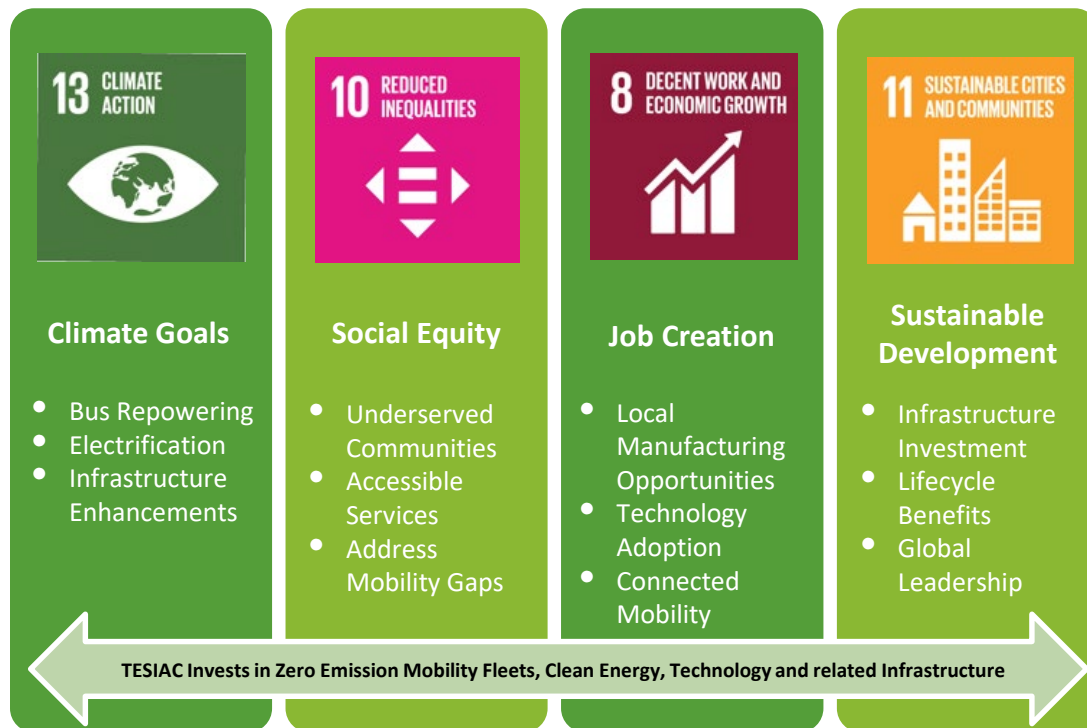 13 CLIMATE
ACTION
Climate Goals
• Bus Repowering
• Electrification
• Infrastructure
Enhancements
10 REDUCED
INEQUALITIES
Social Equity
• Underserved
Communities
• Accessible
Services
• Address
Mobility Gaps
8 DECENT WORK AND
ECONOMIC GROWTH
Job Creation
• Local
Manufacturing
Opportunities
• Technology
Adoption
• Connected
Mobility
11 SUSTAINABLE CITIES
AND COMMUNITIES
Sustainable
Development
• Infrastructure
Investment
• Lifecycle
Benefits
• Global
Leadership
TESIAC Invests in Zero Emission Mobility Fleets, Clean Energy, Technology and related Infrastructure